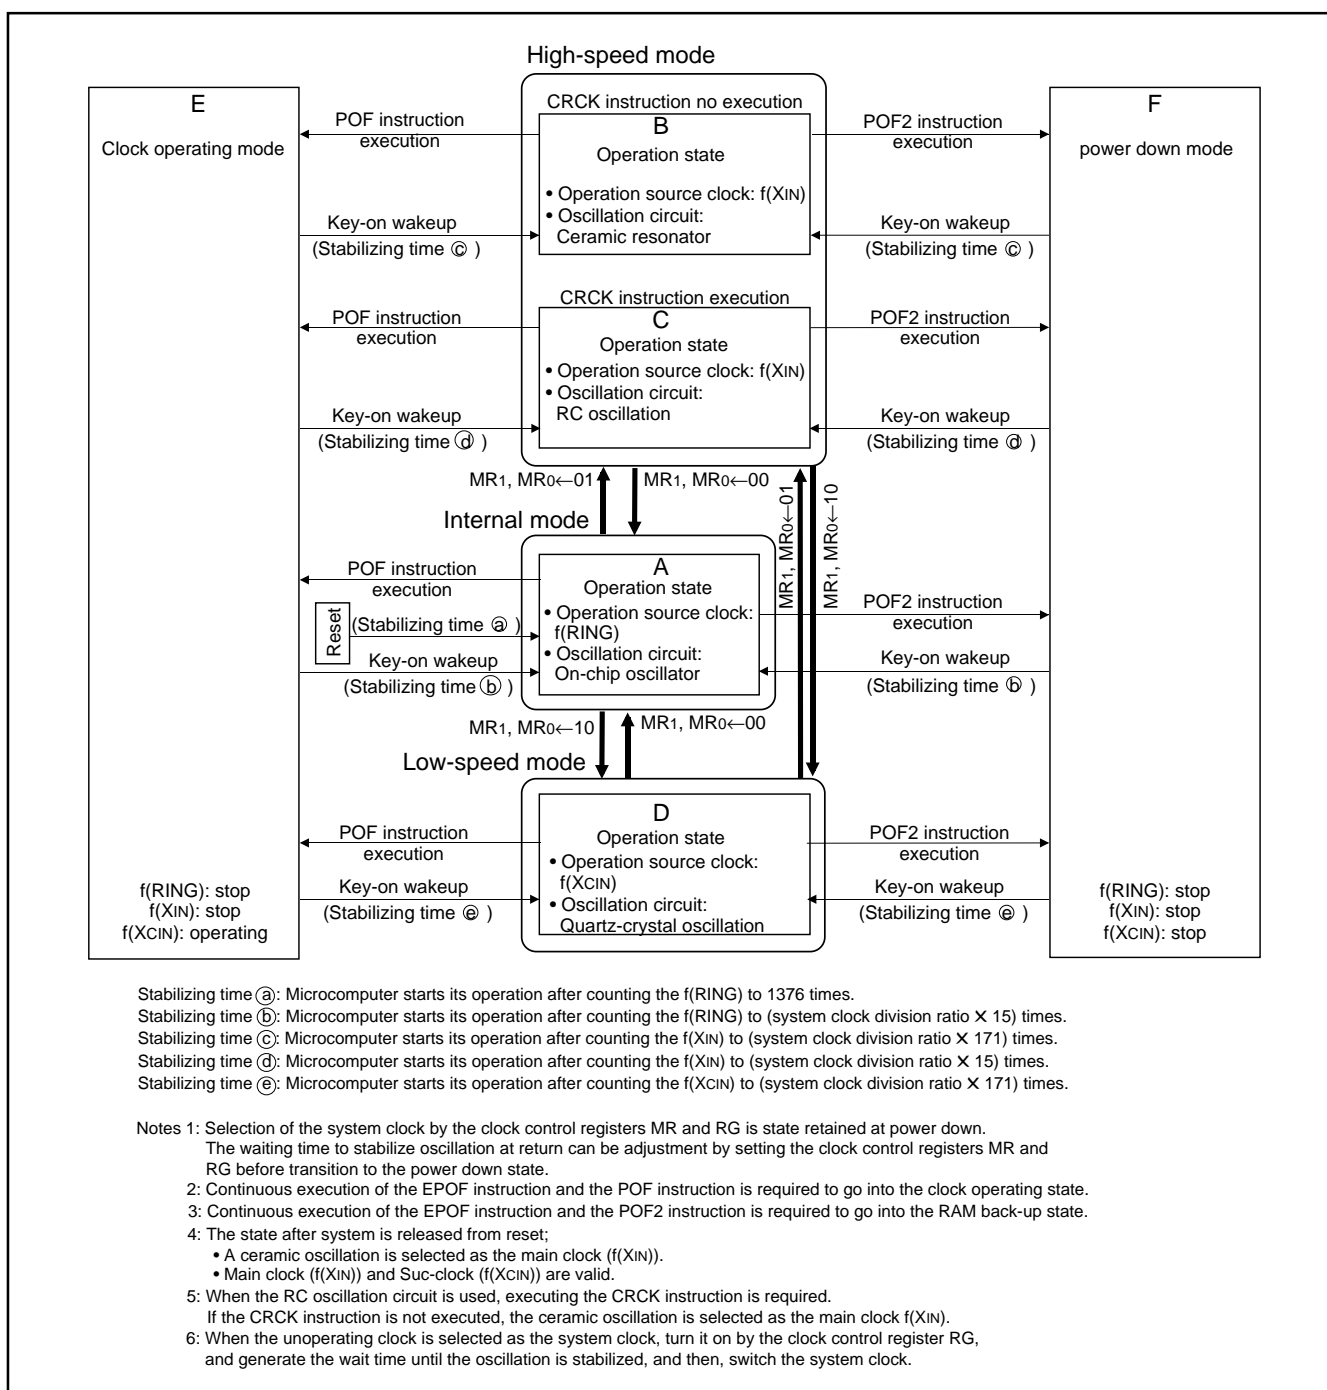 High-speed mode
E
Clock operating mode
POF instruction
execution
CRCK instruction no execution
B
Operation state
• Operation source clock: f(XIN)
• Oscillation circuit:
Ceramic resonator
POF2 instruction
execution
F
power down mode
Key-on wakeup
(Stabilizing time ⓒ )
Key-on wakeup
(Stabilizing time ⓒ )
CRCK instruction execution
POF instruction
execution
C
Operation state
• Operation source clock: f(XIN)
• Oscillation circuit:
RC oscillation
POF2 instruction
execution
Key-on wakeup
(Stabilizing time ⓓ )
Key-on wakeup
(Stabilizing time ⓓ )
MR1, MR0←01
MR1, MR0←00
MR1, MR0←01
MR1, MR0←10
Internal mode
POF instruction
execution
A
Operation state
• Operation source clock:
f(RING)
• Oscillation circuit:
On-chip oscillator
POF2 instruction
execution
Reset
(Stabilizing time ⓐ )
Key-on wakeup
(Stabilizing time ⓑ )
Key-on wakeup
(Stabilizing time ⓑ )
MR1, MR0←10
MR1, MR0←00
Low-speed mode
POF instruction
execution
D
Operation state
• Operation source clock:
f(XCIN)
• Oscillation circuit:
Quartz-crystal oscillation
POF2 instruction
execution
Key-on wakeup
(Stabilizing time ⓔ )
Key-on wakeup
(Stabilizing time ⓔ )
f(RING): stop
f(XIN): stop
f(XCIN): operating
f(RING): stop
f(XIN): stop
f(XCIN): stop
Stabilizing time ⓐ: Microcomputer starts its operation after counting the f(RING) to 1376 times.
Stabilizing time ⓑ: Microcomputer starts its operation after counting the f(RING) to (system clock division ratio ✕ 15) times.
Stabilizing time ⓒ: Microcomputer starts its operation after counting the f(XIN) to (system clock division ratio ✕ 171) times.
Stabilizing time ⓓ: Microcomputer starts its operation after counting the f(XIN) to (system clock division ratio ✕ 15) times.
Stabilizing time ⓔ: Microcomputer starts its operation after counting the f(XCIN) to (system clock division ratio ✕ 171) times.
Notes 1: Selection of the system clock by the clock control registers MR and RG is state retained at power down.
The waiting time to stabilize oscillation at return can be adjustment by setting the clock control registers MR and
RG before transition to the power down state.
2: Continuous execution of the EPOF instruction and the POF instruction is required to go into the clock operating state.
3: Continuous execution of the EPOF instruction and the POF2 instruction is required to go into the RAM back-up state.
4: The state after system is released from reset;
• A ceramic oscillation is selected as the main clock (f(XIN)).
• Main clock (f(XIN)) and Suc-clock (f(XCIN)) are valid.
5: When the RC oscillation circuit is used, executing the CRCK instruction is required.
If the CRCK instruction is not executed, the ceramic oscillation is selected as the main clock f(XIN).
6: When the unoperating clock is selected as the system clock, turn it on by the clock control register RG,
and generate the wait time until the oscillation is stabilized, and then, switch the system clock.